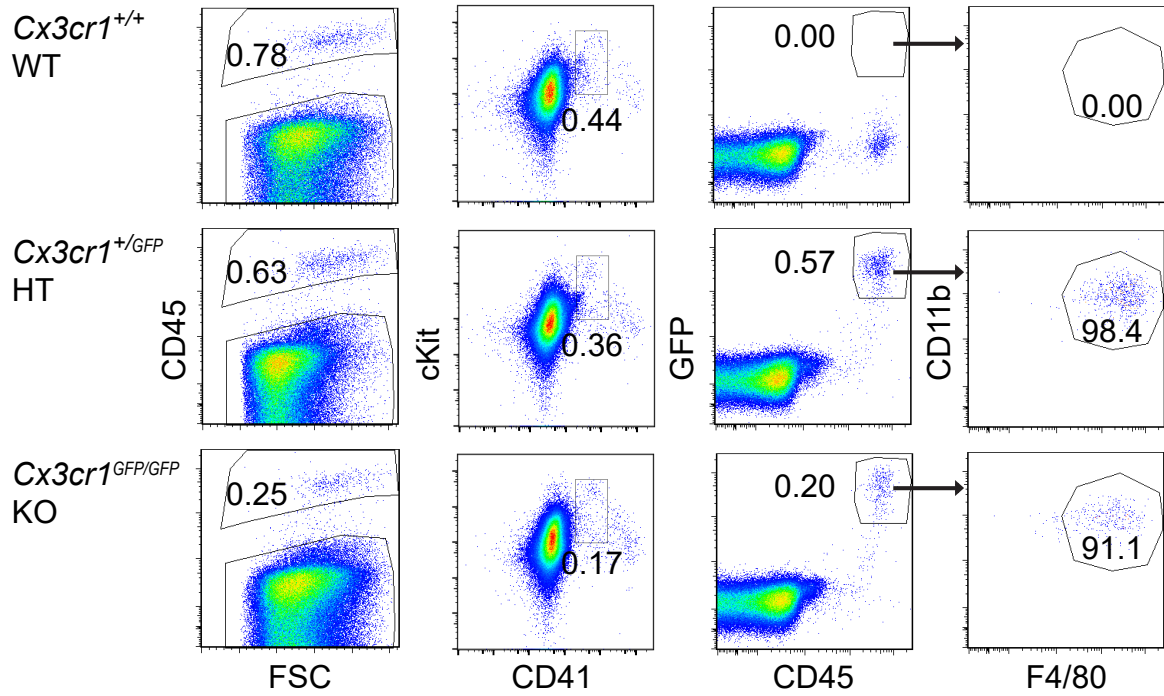 Cx3cr1+/+
WT
0.78
0.44
0.00
0.00
Cx3cr1+/GFP
HT
0.63
0.36
0.57
98.4
CD45
cKit
GFP
CD11b
Cx3cr1GFP/GFP
KO
0.25
0.17
0.20
91.1
FSC
CD41
CD45
F4/80